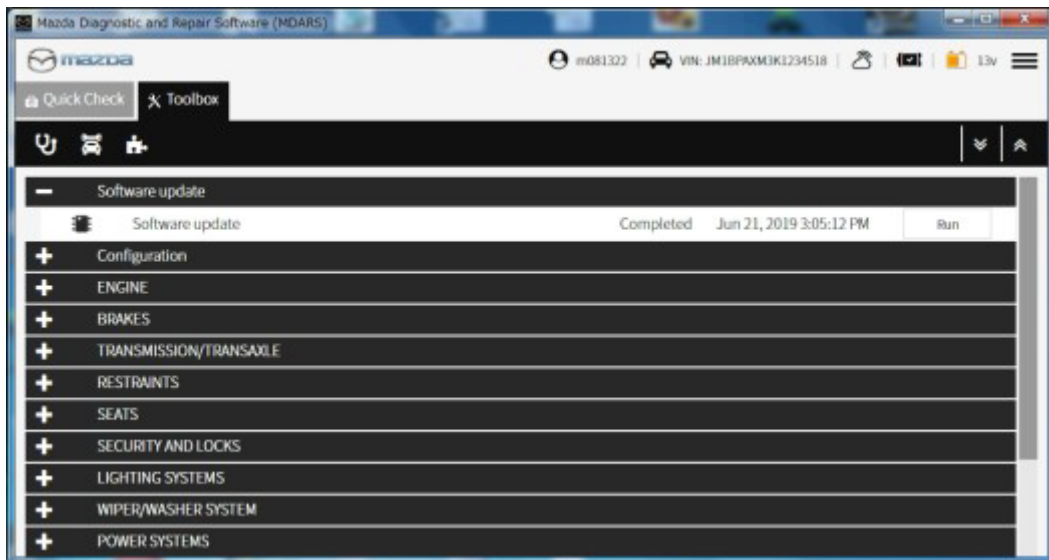 Mazda Diagnostic and Repair Software (MDARS)
mazda m081322 VIN: JM1BPAXM3K1234518 13v
Quick Check Toolbox
Software update
Software update Completed Jun 21, 2019 3:05:12 PM Run
Configuration
ENGINE
BRAKES
TRANSMISSION/TRANSAXLE
RESTRAINTS
SEATS
SECURITY AND LOCKS
LIGHTING SYSTEMS
WIPER/WASHER SYSTEM
POWER SYSTEMS